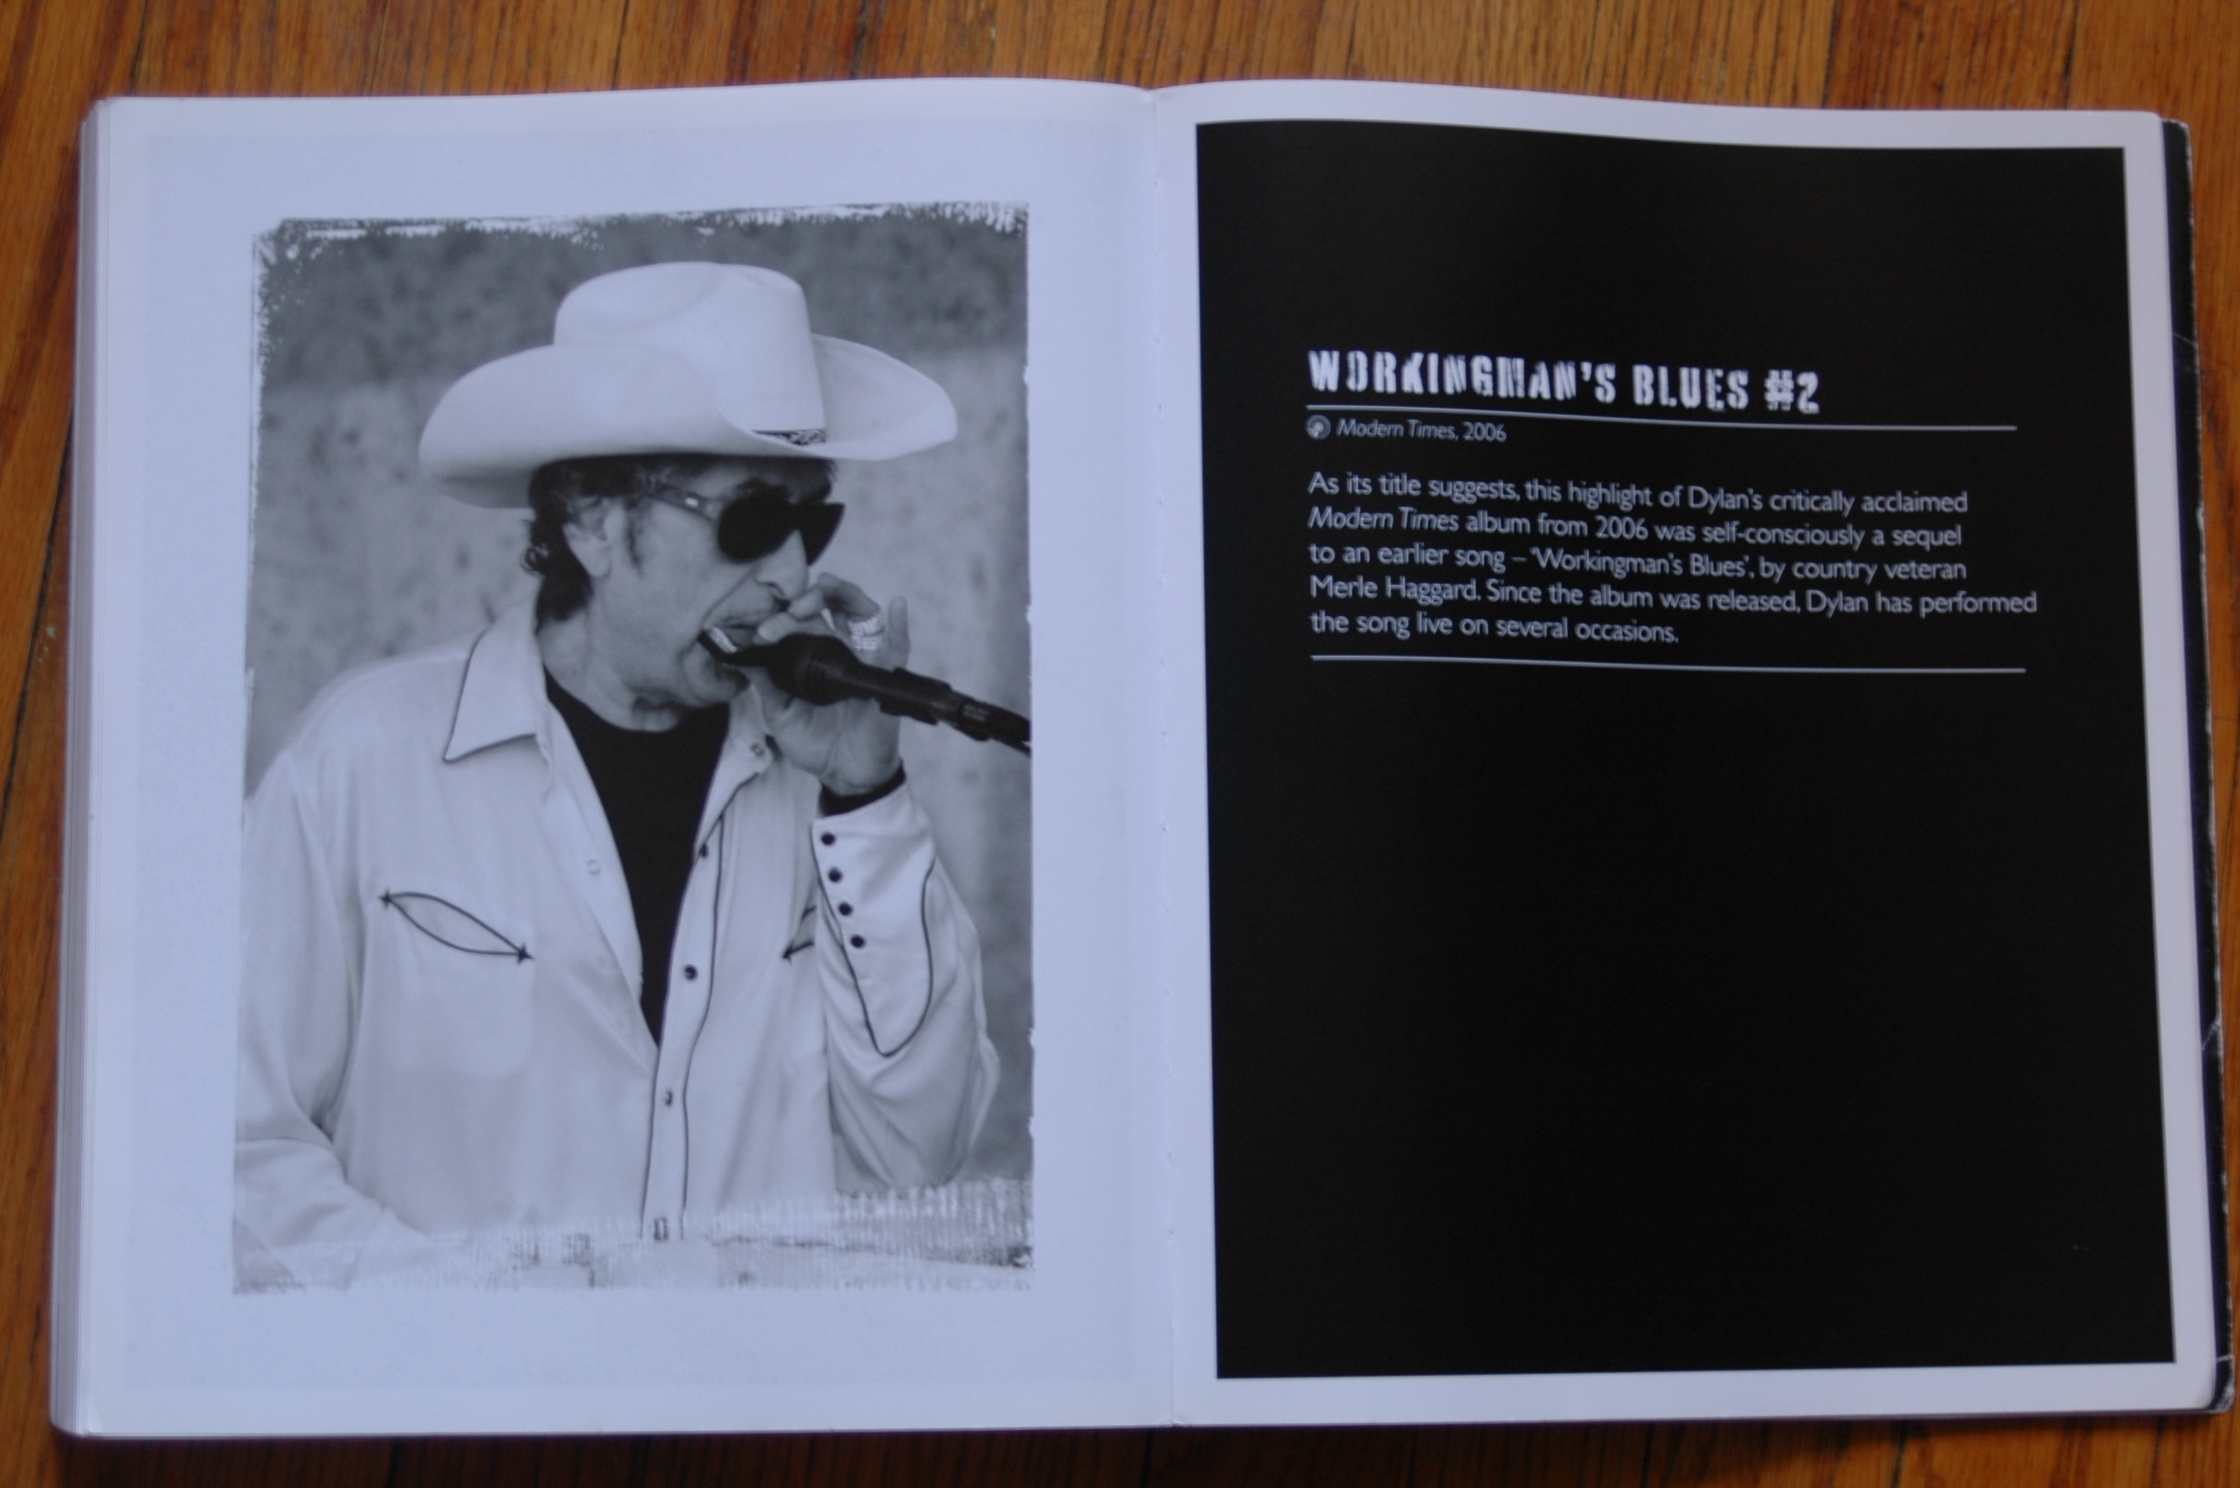 WORKINGMAN'S BLUES #2
Modern Times, 2006
As its title suggests, this highlight of Dylan's critically acclaimed
Modern Times album from 2006 was self-consciously a sequel
to an earlier song – 'Workingman's Blues', by country veteran
Merle Haggard. Since the album was released, Dylan has performed
the song live on several occasions.